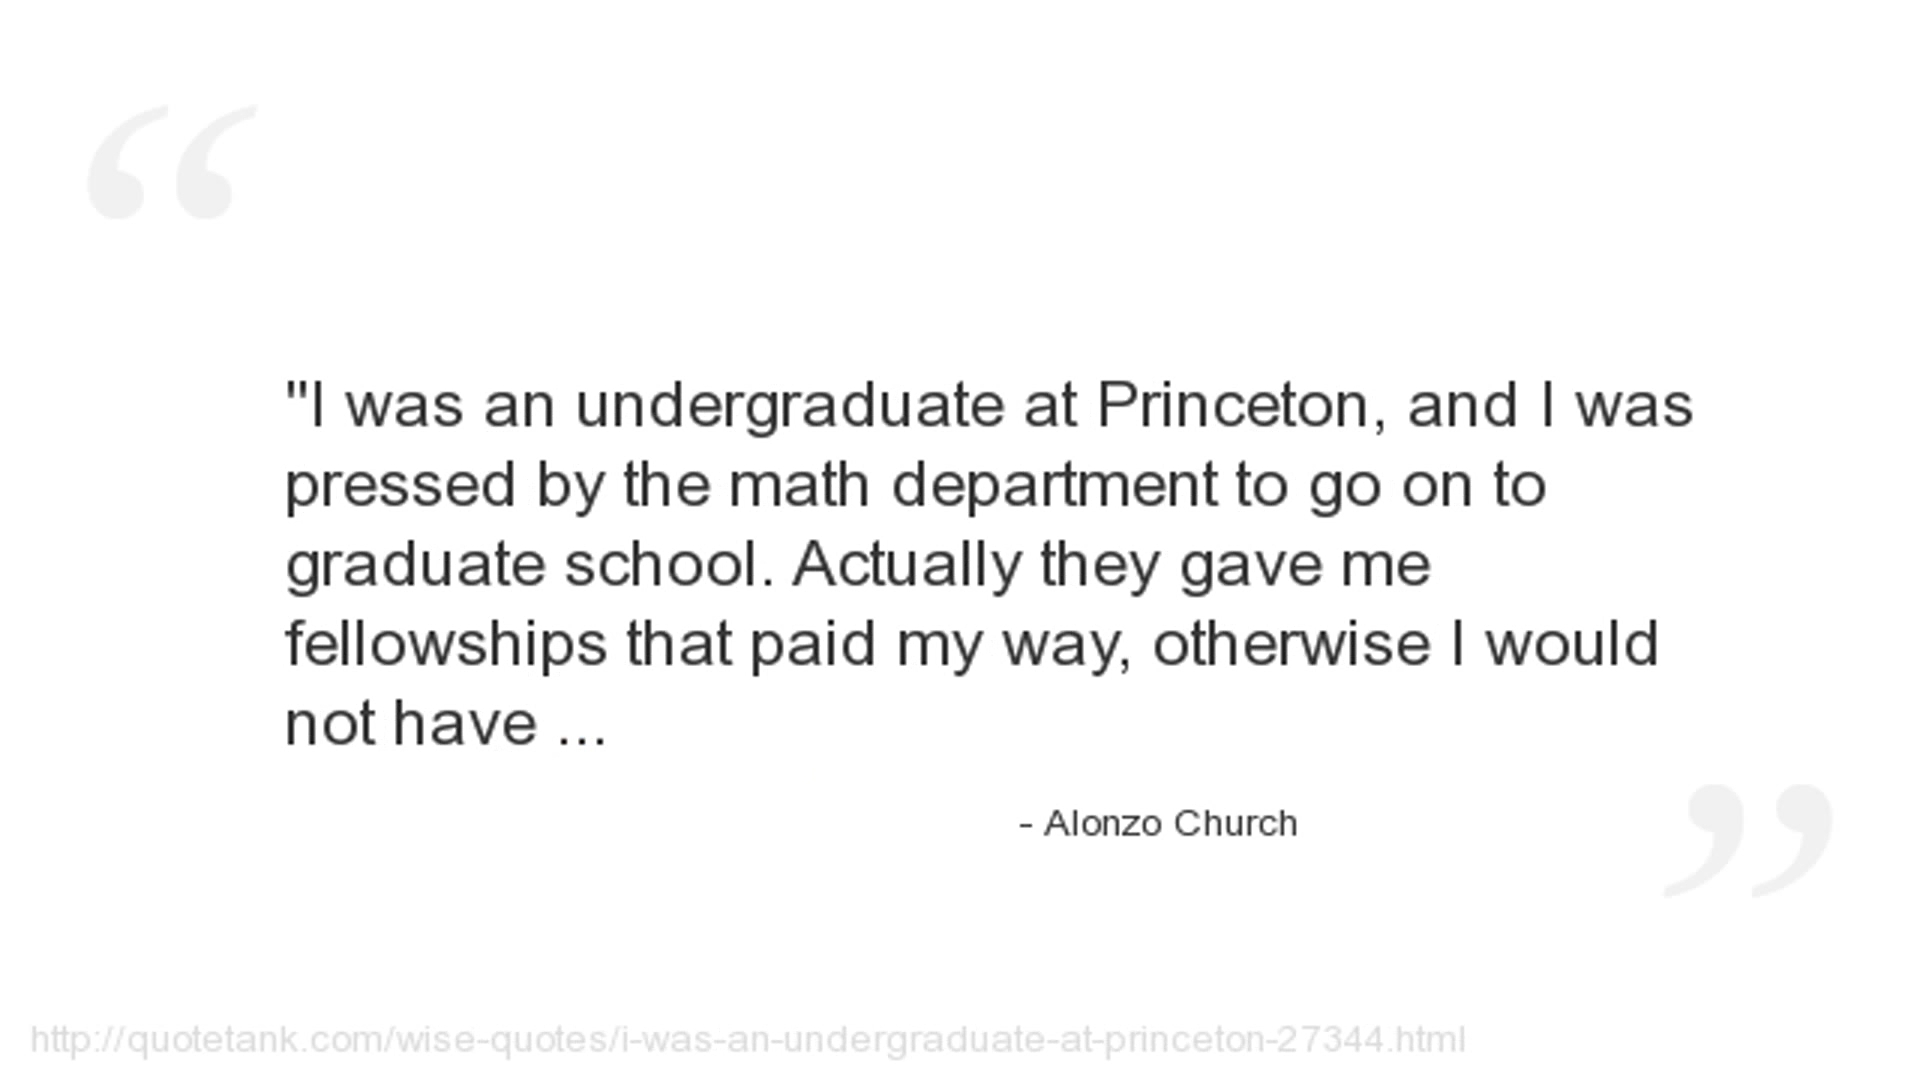 "I was an undergraduate at Princeton, and I was
pressed by the math department to go on to
graduate school. Actually they gave me
fellowships that paid my way, otherwise I would
not have ...
- Alonzo Church
http://quotetank.com/wise-quotes/i-was-an-undergraduate-at-princeton-27344.html